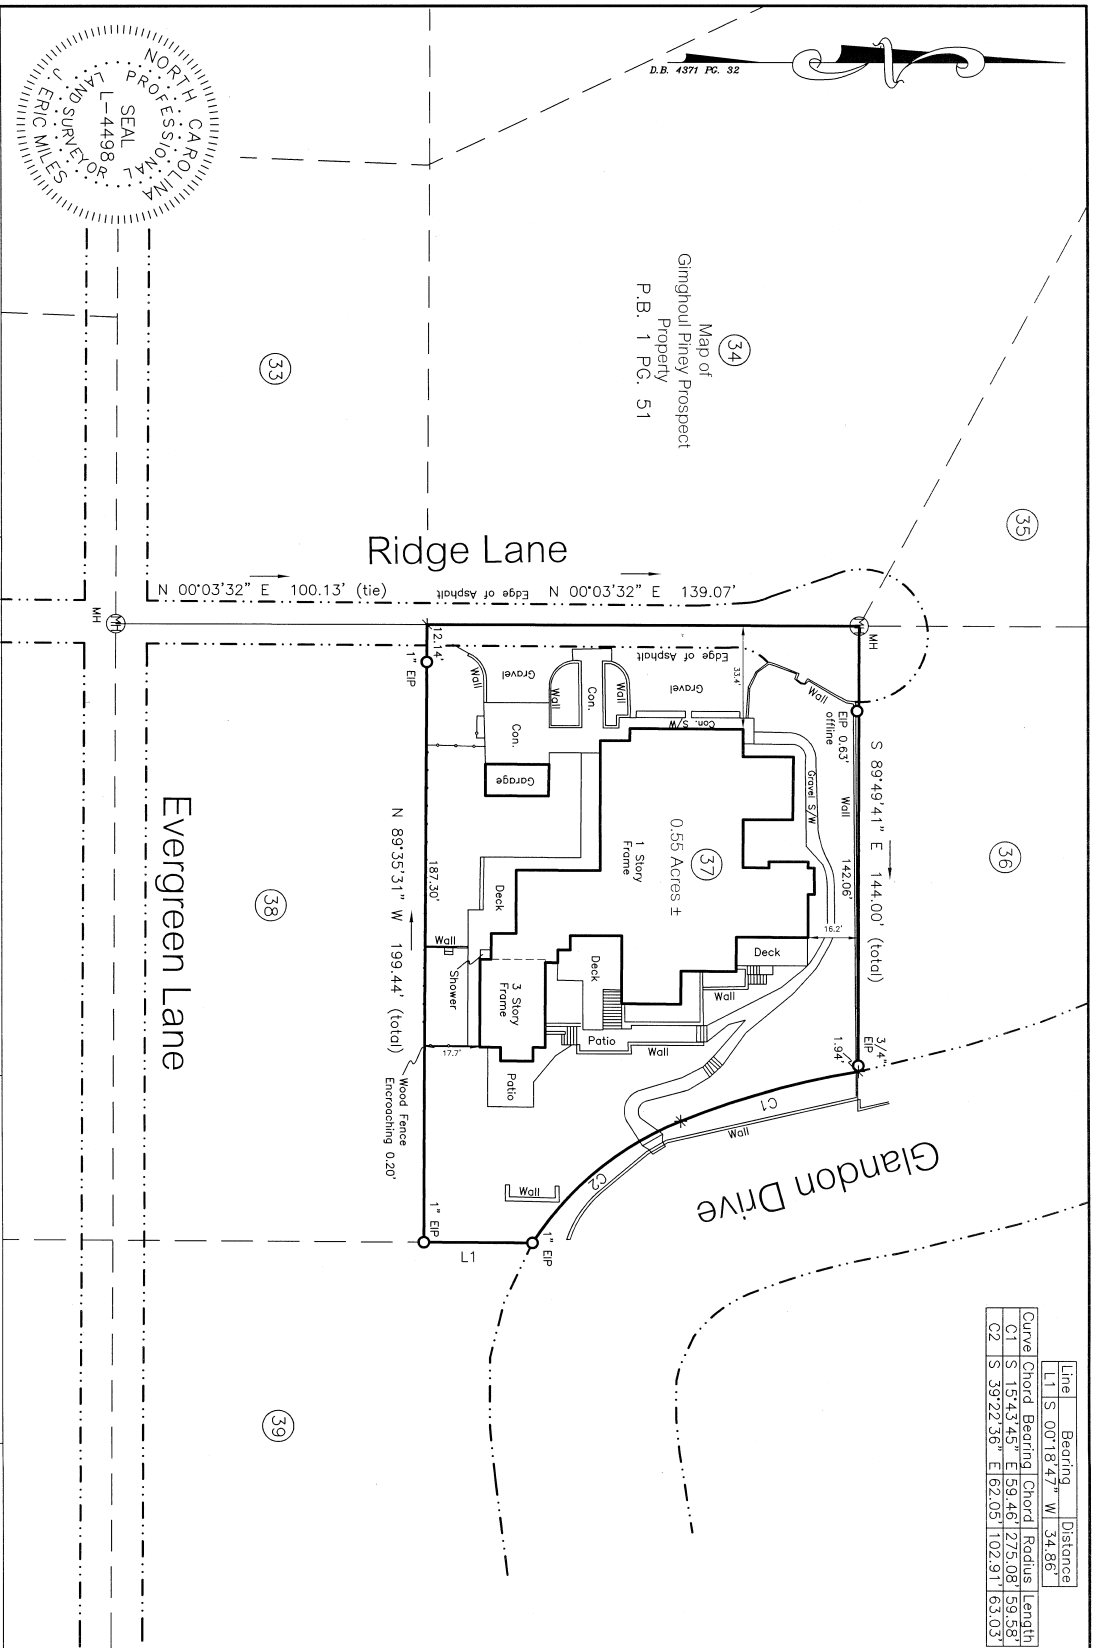 D.B. 4371 PG. 32
NORTH CAROLINA
PROFESSIONAL
SEAL
L-4498
LAND SURVEYOR
J. ERIC MILES
34
Map of
Gimghoul Piney Prospect
Property
P.B. 1 PG. 51
33
35
36
Ridge Lane
N 00°03'32" E 100.13' (tie)
Edge of Asphalt
N 00°03'32" E 139.07'
MH
MH
MH
MH
12.14'
1" EIP
Wall
Gravel
Wall
Con.
Wall
Gravel
Edge of Asphalt
33.4'
Wall
EIP 0.63'
offline
S 89°49'41" E 144.00' (total)
Con.
Con. S/W
Garage
Gravel S/W
Wall
142.06'
37
0.55 Acres ±
1 Story
Frame
16.2'
N 89°35'31" W 199.44' (total)
187.30'
Deck
Wall
Shower
3 Story
Frame
Deck
Deck
Wall
Patio
Wall
17.7'
Patio
Wood Fence
Encroaching 0.20'
3/4"
EIP
1.94'
C1
Wall
C2
Wall
1" EIP
1" EIP
L1
Glandon Drive
Evergreen Lane
38
39
Line Bearing Distance
L1 S 00°18'47" W 34.86'
Curve Chord Bearing Chord Radius Length
C1 S 15°43'45" E 59.46' 275.08' 59.58'
C2 S 39°22'36" E 62.05' 102.91' 63.03'